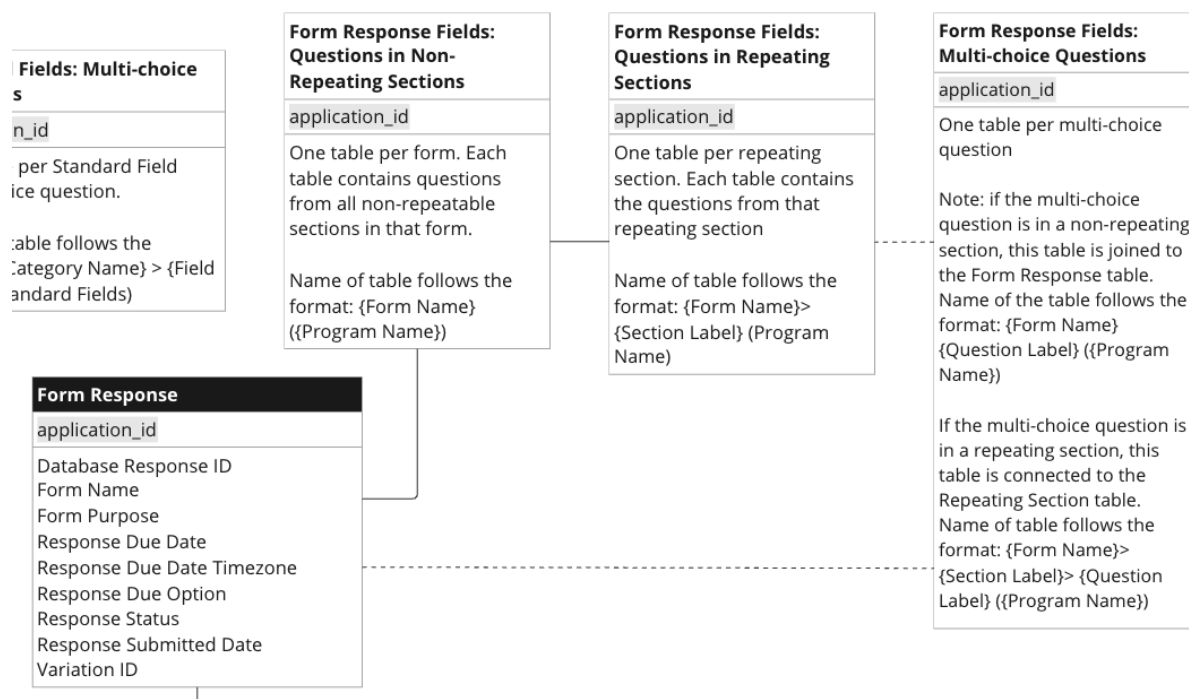 Fields: Multi-choice
s
n_id
per Standard Field
ice question.
table follows the
Category Name} > {Field
andard Fields)
Form Response Fields:
Questions in Non-
Repeating Sections
application_id
One table per form. Each
table contains questions
from all non-repeatable
sections in that form.
Name of table follows the
format: {Form Name}
({Program Name})
Form Response Fields:
Questions in Repeating
Sections
application_id
One table per repeating
section. Each table contains
the questions from that
repeating section
Name of table follows the
format: {Form Name}>
{Section Label} (Program
Name)
Form Response Fields:
Multi-choice Questions
application_id
One table per multi-choice
question
Note: if the multi-choice
question is in a non-repeating
section, this table is joined to
the Form Response table.
Name of the table follows the
format: {Form Name}
{Question Label} ({Program
Name})
If the multi-choice question is
in a repeating section, this
table is connected to the
Repeating Section table.
Name of table follows the
format: {Form Name}>
{Section Label}> {Question
Label} ({Program Name})
Form Response
application_id
Database Response ID
Form Name
Form Purpose
Response Due Date
Response Due Date Timezone
Response Due Option
Response Status
Response Submitted Date
Variation ID